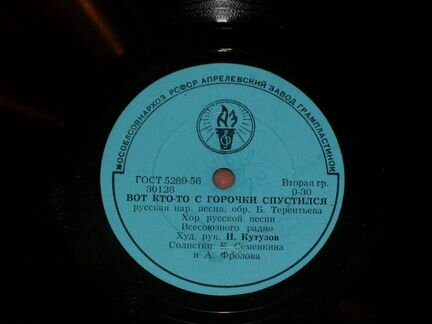 МОСОБЛСОВНАРХОЗ РСФСР АПРЕЛЕВСКИЙ ЗАВОД ГРАМПЛАСТИНОК
ГОСТ 5289-56 Вторая гр.
30128 0-30
ВОТ КТО-ТО С ГОРОЧКИ СПУСТИЛСЯ
русская нар. песня, обр. Б. Терентьева
Хор русской песни
Всесоюзного радио
Худ. рук. Н. Кутузов
Солистки: Е. Семенкина
и А. Фролова